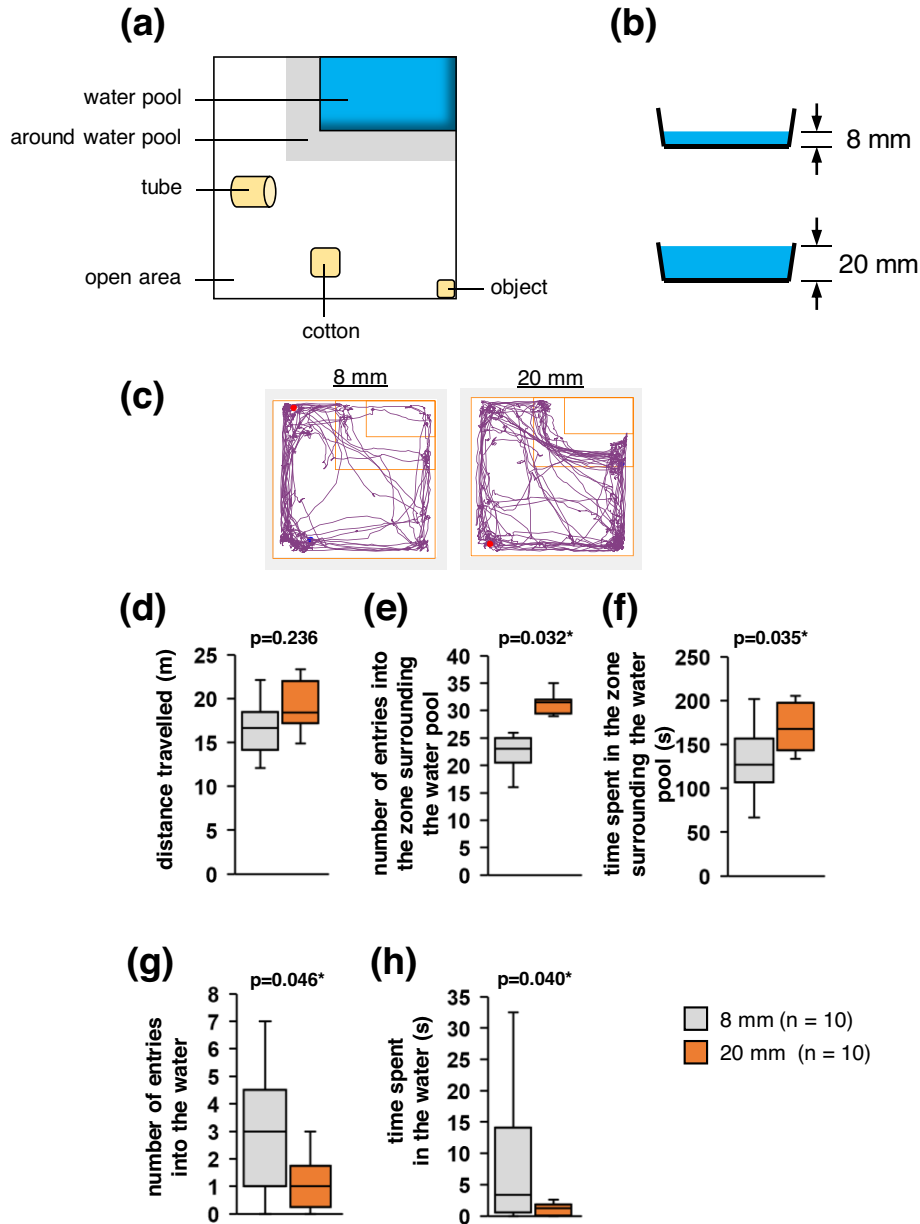 (a)
water pool
around water pool
tube
open area
cotton
object
(b)
8 mm
20 mm
(c)
8 mm
20 mm
(d)
p=0.236
distance travelled (m)
25
20
15
10
5
0
(e)
p=0.032*
number of entries into
the zone surrounding
the water pool
40
35
30
25
20
15
10
5
0
(f)
p=0.035*
time spent in the zone
surrounding the water
pool (s)
250
200
150
100
50
0
(g)
p=0.046*
number of entries
into the water
8
7
6
5
4
3
2
1
0
(h)
p=0.040*
time spent
in the water (s)
35
30
25
20
15
10
5
0
8 mm (n = 10)
20 mm (n = 10)